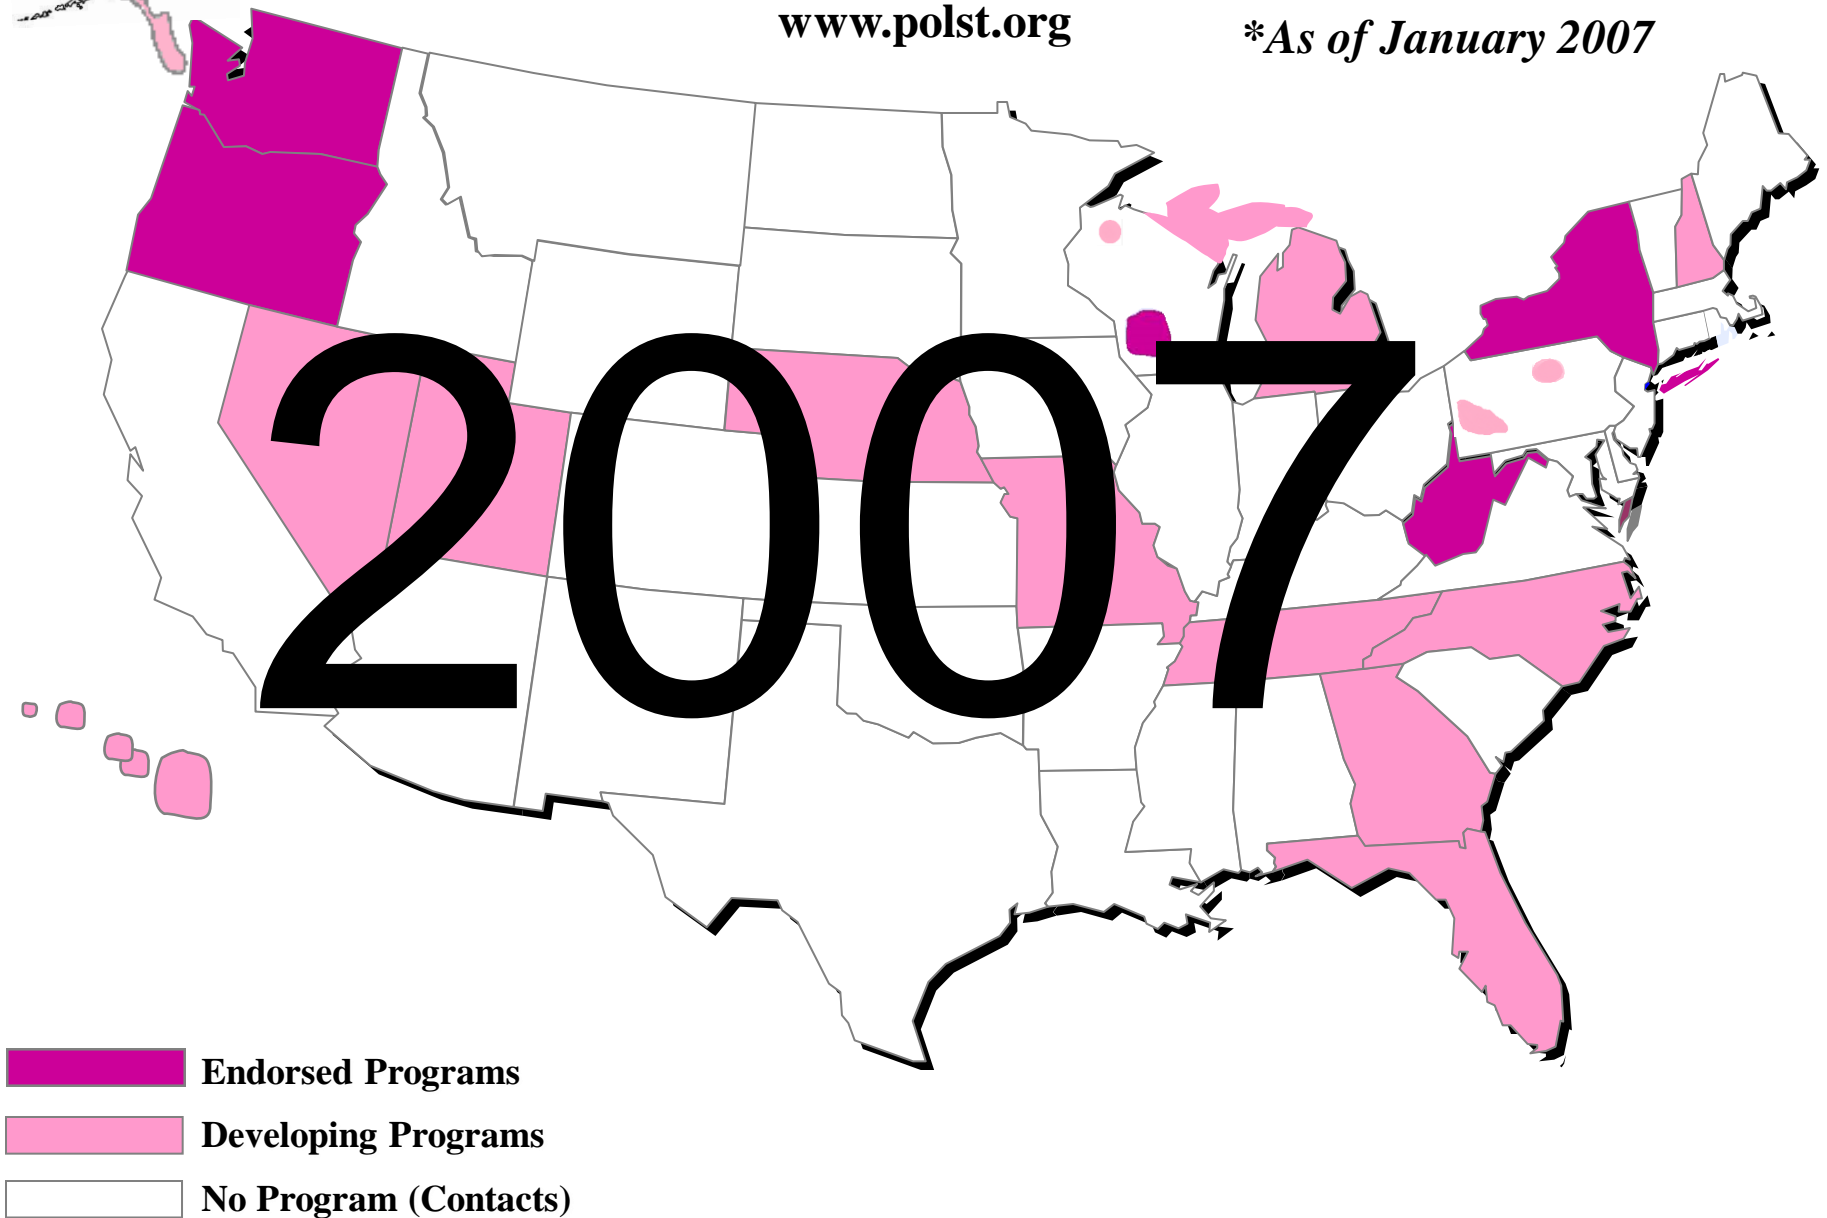 www.polst.org
*As of January 2007
2007
Endorsed Programs
Developing Programs
No Program (Contacts)